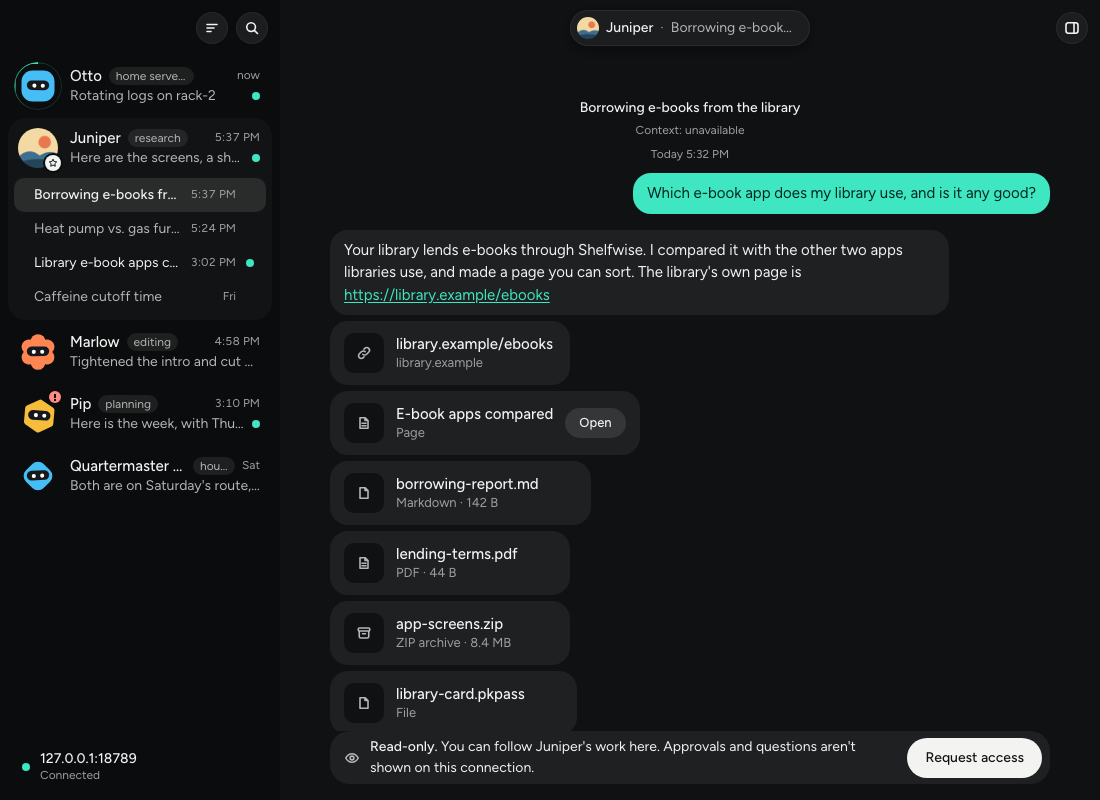 Juniper · Borrowing e-book...
Otto home serve... now
Rotating logs on rack-2
Juniper research 5:37 PM
Here are the screens, a sh...
Borrowing e-books fr... 5:37 PM
Heat pump vs. gas fur... 5:24 PM
Library e-book apps c... 3:02 PM
Caffeine cutoff time Fri
Marlow editing 4:58 PM
Tightened the intro and cut ...
Pip planning 3:10 PM
Here is the week, with Thu...
Quartermaster ... hou... Sat
Both are on Saturday's route,...
127.0.0.1:18789
Connected
Borrowing e-books from the library
Context: unavailable
Today 5:32 PM
Which e-book app does my library use, and is it any good?
Your library lends e-books through Shelfwise. I compared it with the other two apps
libraries use, and made a page you can sort. The library's own page is
https://library.example/ebooks
library.example/ebooks
library.example
E-book apps compared
Page
Open
borrowing-report.md
Markdown · 142 B
lending-terms.pdf
PDF · 44 B
app-screens.zip
ZIP archive · 8.4 MB
library-card.pkpass
File
Read-only. You can follow Juniper's work here. Approvals and questions aren't
shown on this connection.
Request access